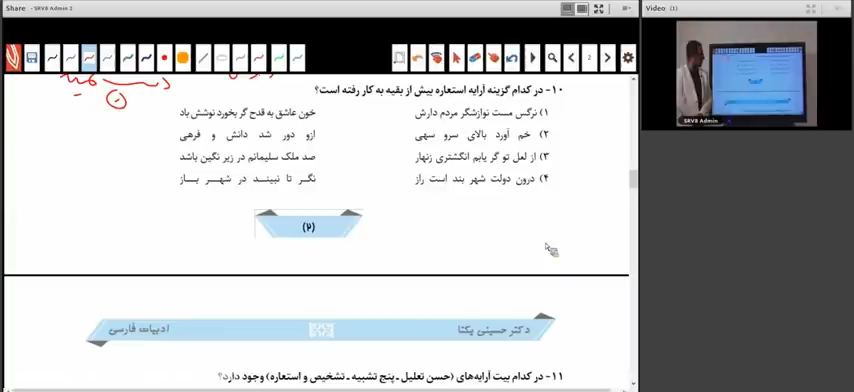 Share - SRV8 Admin 2
Video (1)
2
۱۰- در کدام گزینه آرایه استعاره بیش از بقیه به کار رفته است؟
۱) نرگس مست نوازشگر مردم دارش خون عاشق به قدح گر بخورد نوشش باد
۲) خم آورد بالای سرو سهی ازو دور شد دانش و فرهی
۳) از لعل تو گر یابم انگشتری زنهار صد ملک سلیمانم در زیر نگین باشد
۴) درون دولت شهر بند است راز نگر تا نبینند در شهر باز
(۲)
SRV8 Admin
دکتر حسینی یکتا
ادبیات فارسی
۱۱- در کدام بیت آرایه‌های (حسن تعلیل ـ پنج تشبیه ـ تشخیص و استعاره) وجود دارد؟